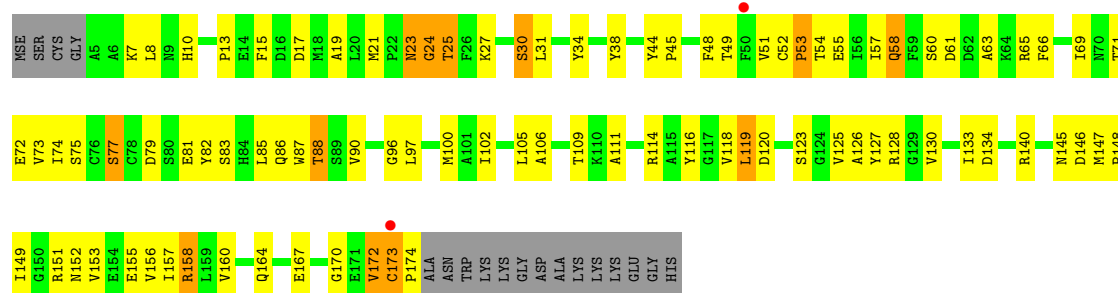 MSE SER CYS GLY A5 A6 K7 L8 N9 H10 P13 E14 F15 D16 D17 M18 A19 L20 M21 P22 N23 G24 T25 F26 K27 S30 L31 Y34 Y38 Y44 P45 F48 T49 F50 V51 C52 P53 T54 E55 I56 I57 Q58 F59 S60 D61 D62 A63 K64 R65 F66 I69 N70 T71
E72 V73 I74 S75 C76 S77 C78 D79 S80 E81 Y82 S83 H84 L85 Q86 W87 T88 S89 V90 G96 L97 M100 A101 I102 L105 A106 T109 K110 A111 R114 A115 Y116 G117 V118 L119 D120 S123 G124 V125 A126 Y127 R128 G129 V130 I133 D134 R140 N145 D146 M147
I149 G150 R151 N152 V153 E154 E155 V156 I157 R158 L159 V160 Q164 E167 G170 E171 V172 C173 P174 ALA ASN TRP LYS LYS GLY ASP ALA LYS LYS LYS GLU GLY HIS